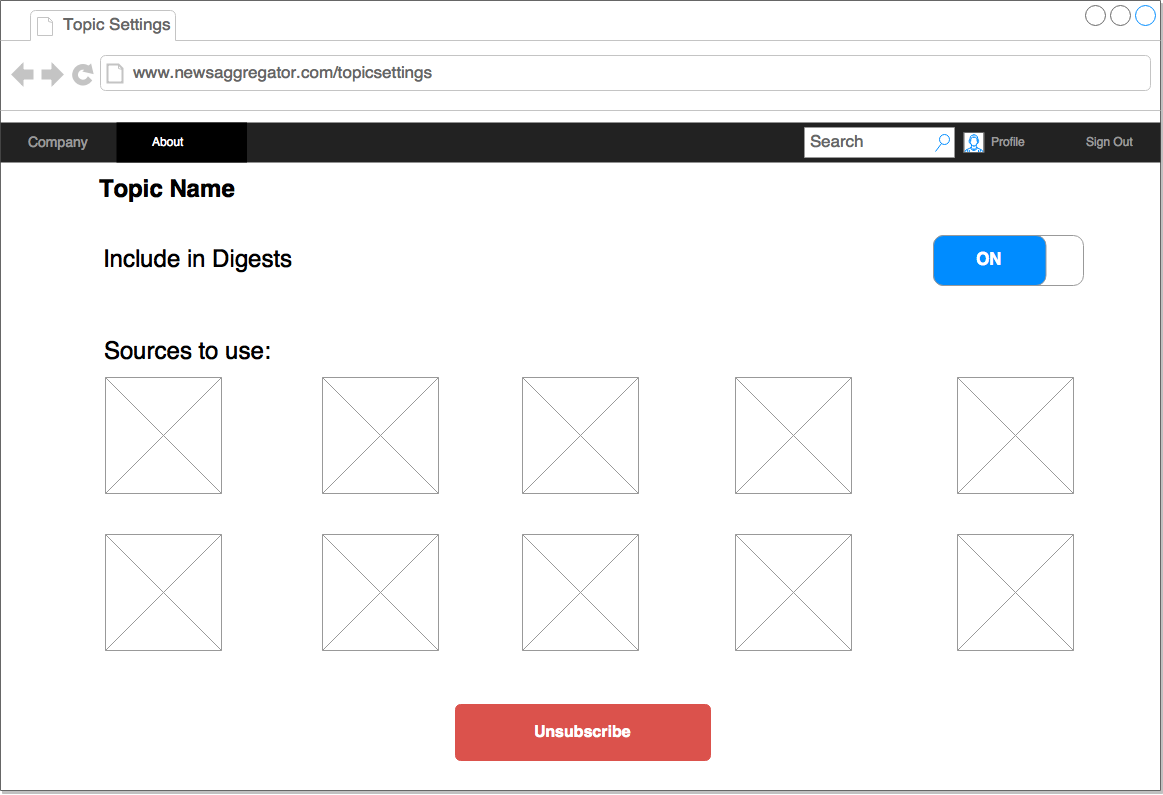 Topic Settings
www.newsaggregator.com/topicsettings
Company About Search Profile Sign Out
Topic Name
Include in Digests ON
Sources to use:
Unsubscribe